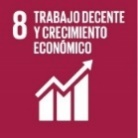 8 TRABAJO DECENTE
Y CRECIMIENTO
ECONÓMICO